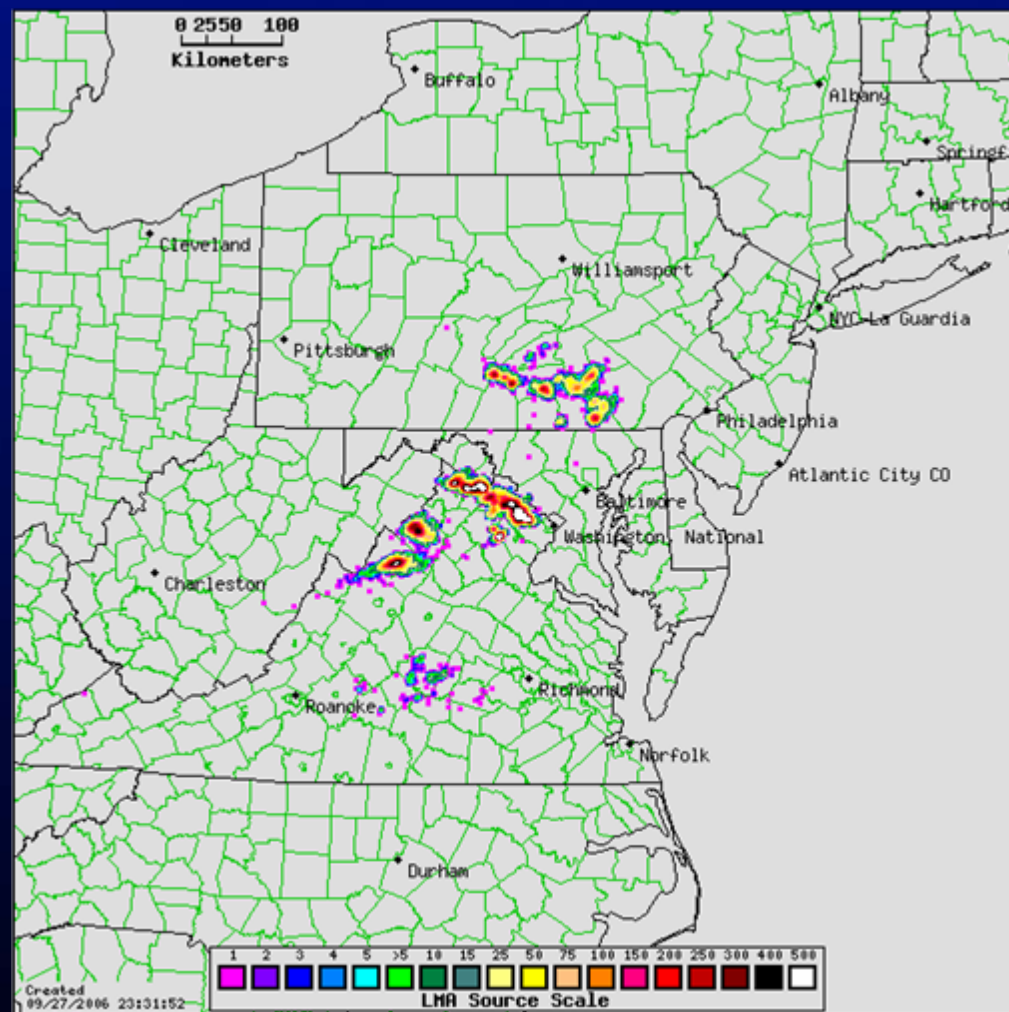 0 2550 100
Kilometers
Buffalo
Albany
Springf
Hartford
Cleveland
Williamsport
NYC-La Guardia
Pittsburgh
Philadelphia
Atlantic City CO
Baltimore
Washington, National
Charleston
Richmond
Roanoke
Norfolk
Durham
1 2 3 4 5 >5 10 15 25 50 75 100 150 200 250 300 400 500
LMA Source Scale
Created
09/27/2006 23:31:52